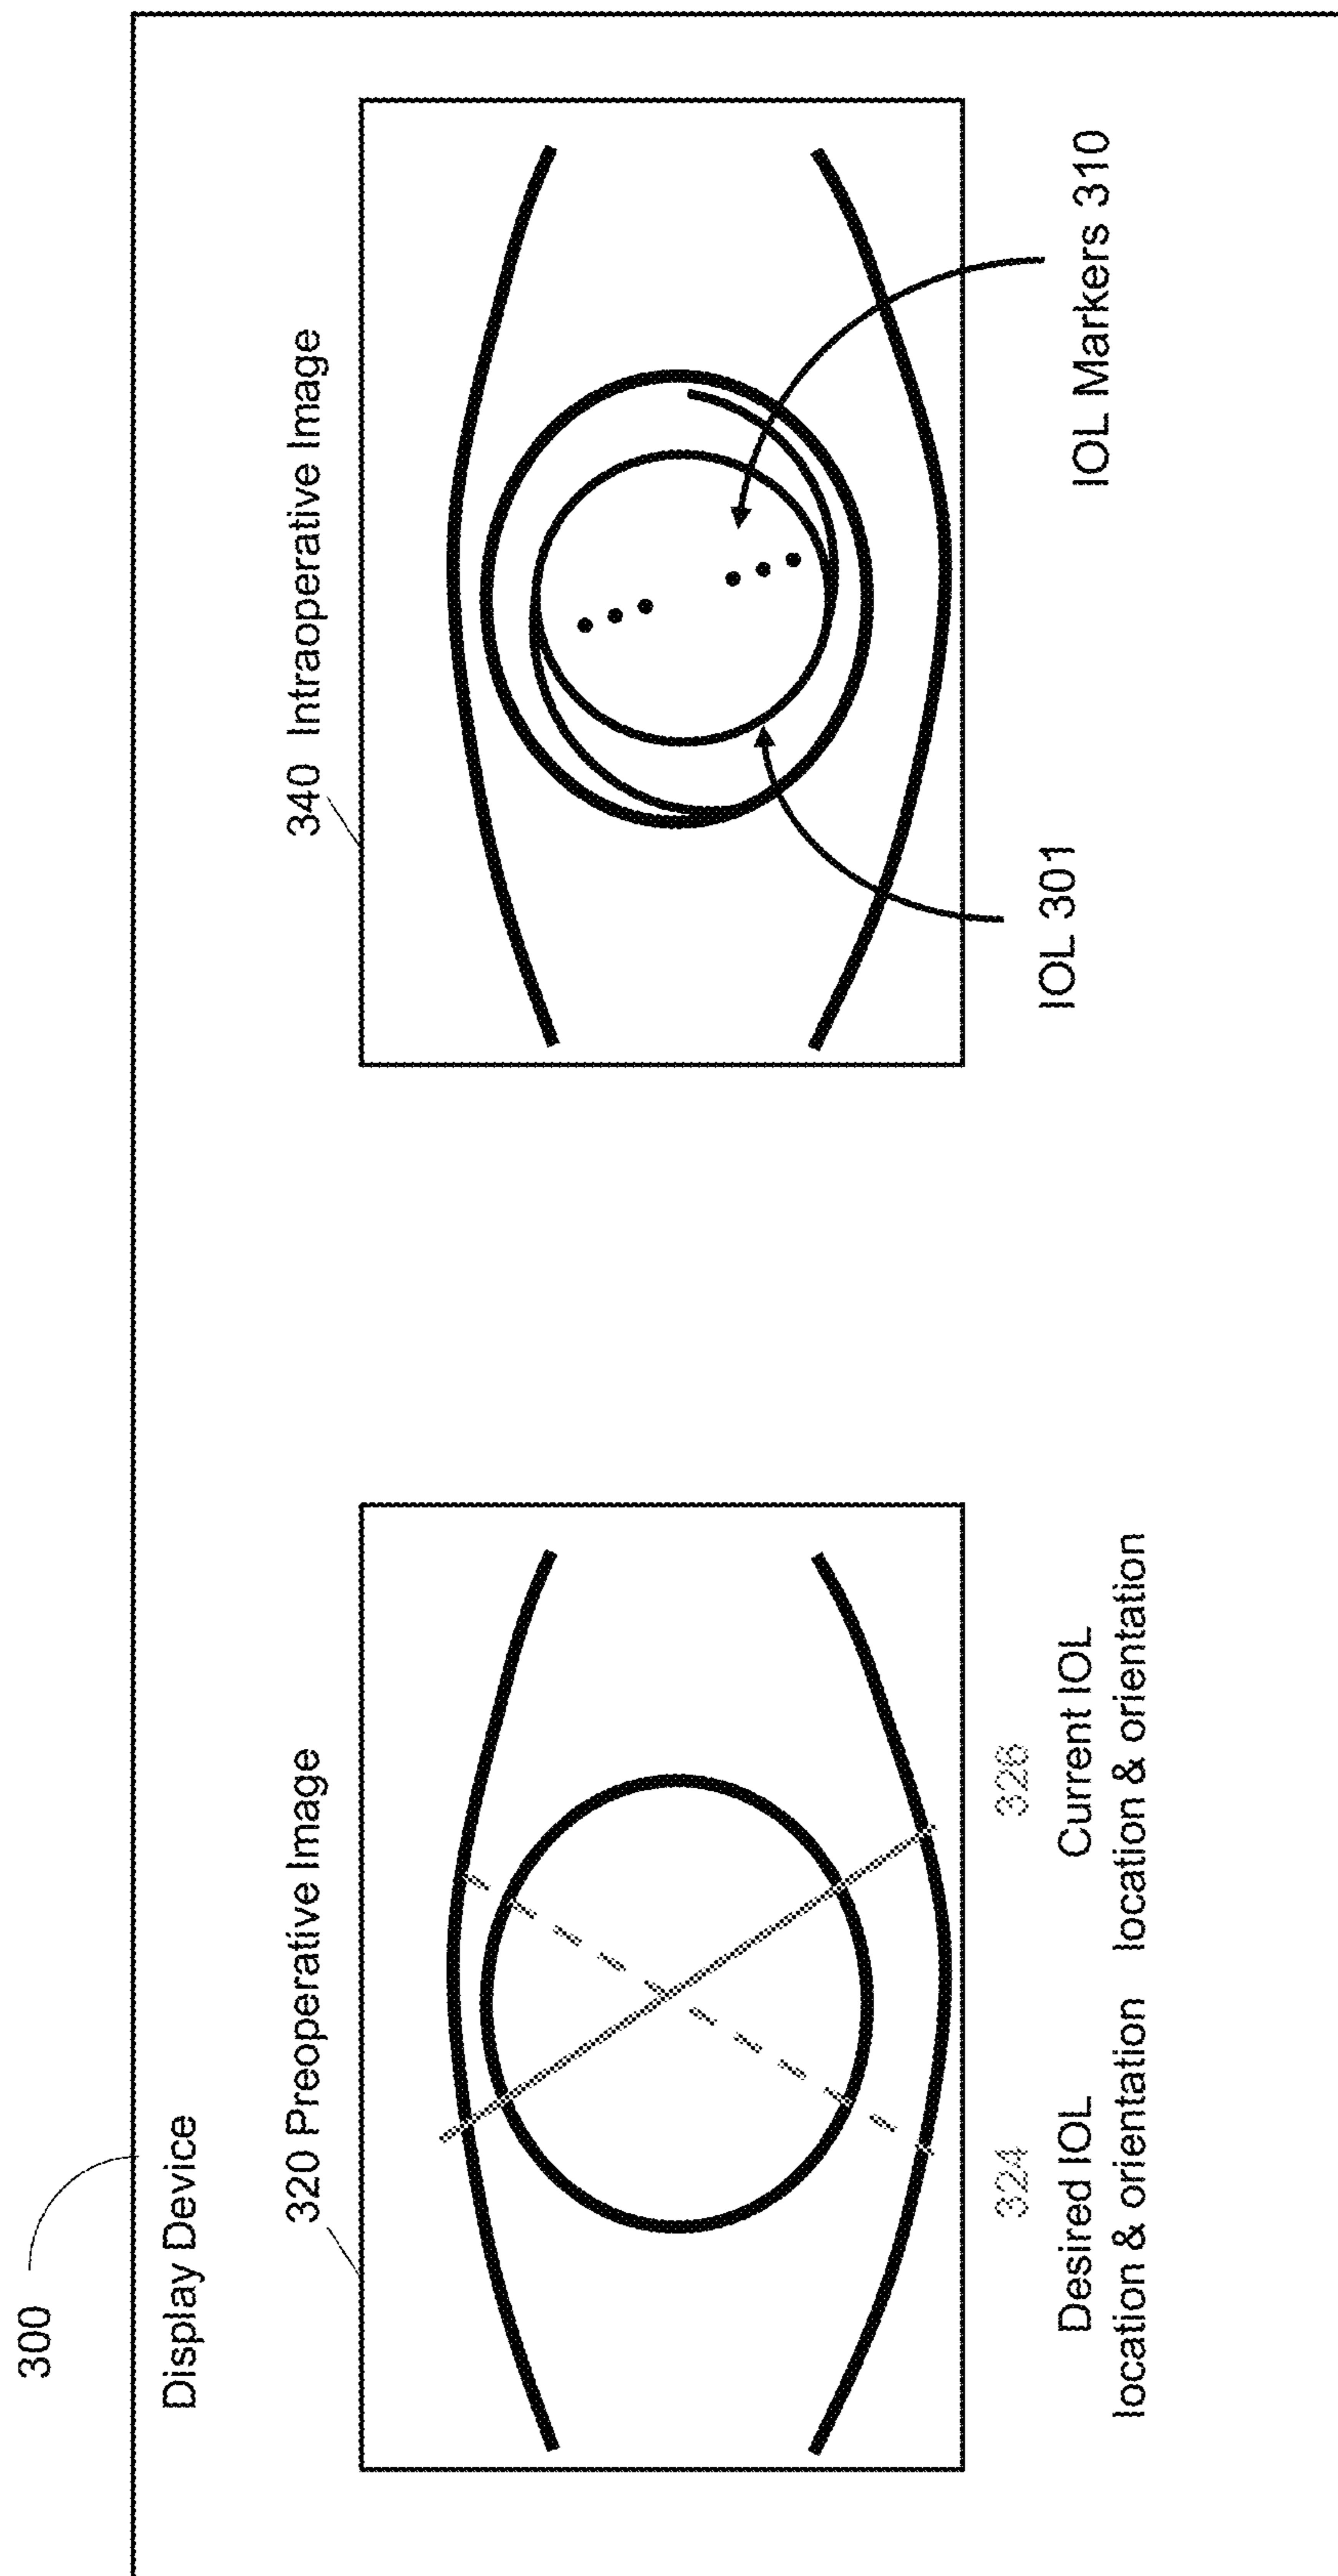 300
Display Device
320 Preoperative Image
324
Desired IOL
location & orientation
328
Current IOL
location & orientation
340 Intraoperative Image
IOL 301
IOL Markers 310